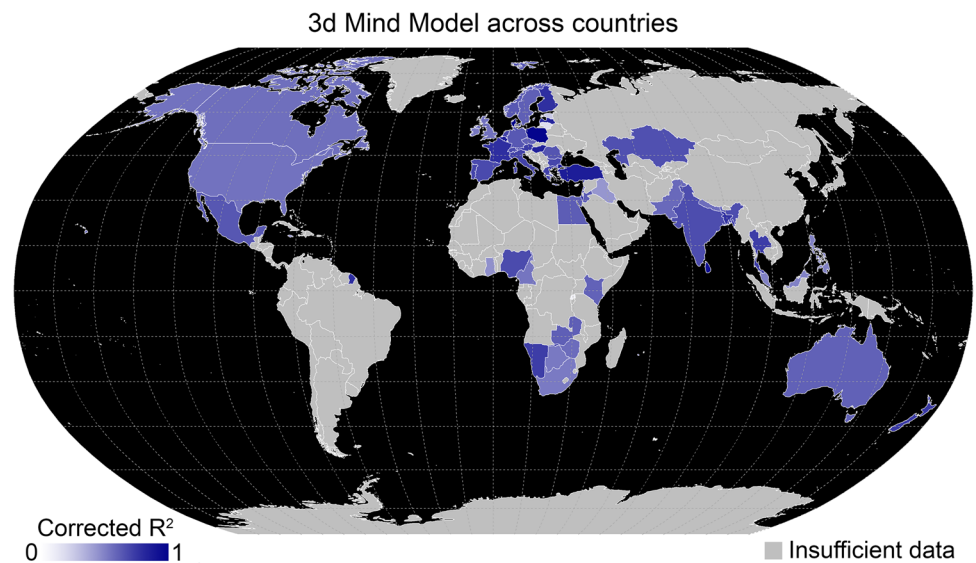 3d Mind Model across countries
Corrected R²
0 1
Insufficient data